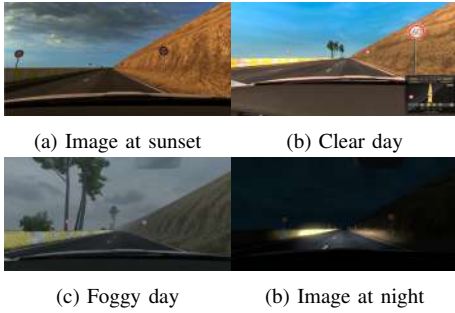 (a) Image at sunset
(b) Clear day
(c) Foggy day
(b) Image at night